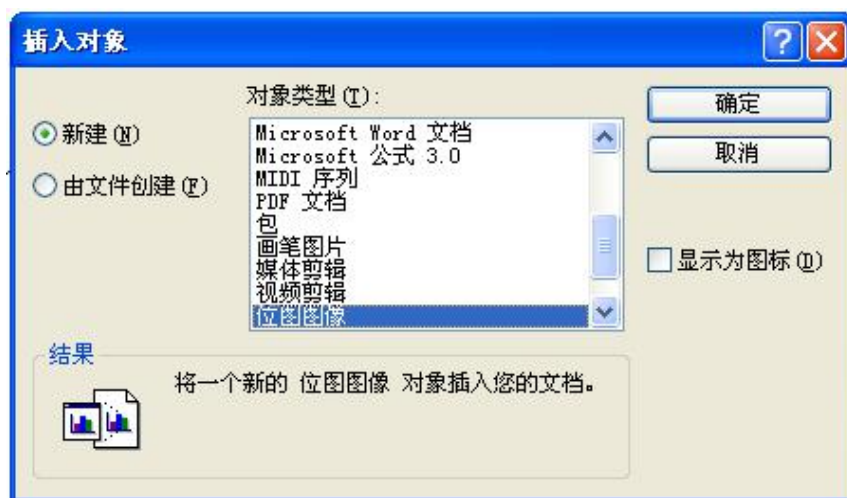 插入对象
对象类型(T):
新建(N)
由文件创建(F)
Microsoft Word 文档
Microsoft 公式 3.0
MIDI 序列
PDF 文档
包
画笔图片
媒体剪辑
视频剪辑
位图图像
确定
取消
显示为图标(D)
结果
将一个新的 位图图像 对象插入您的文档。